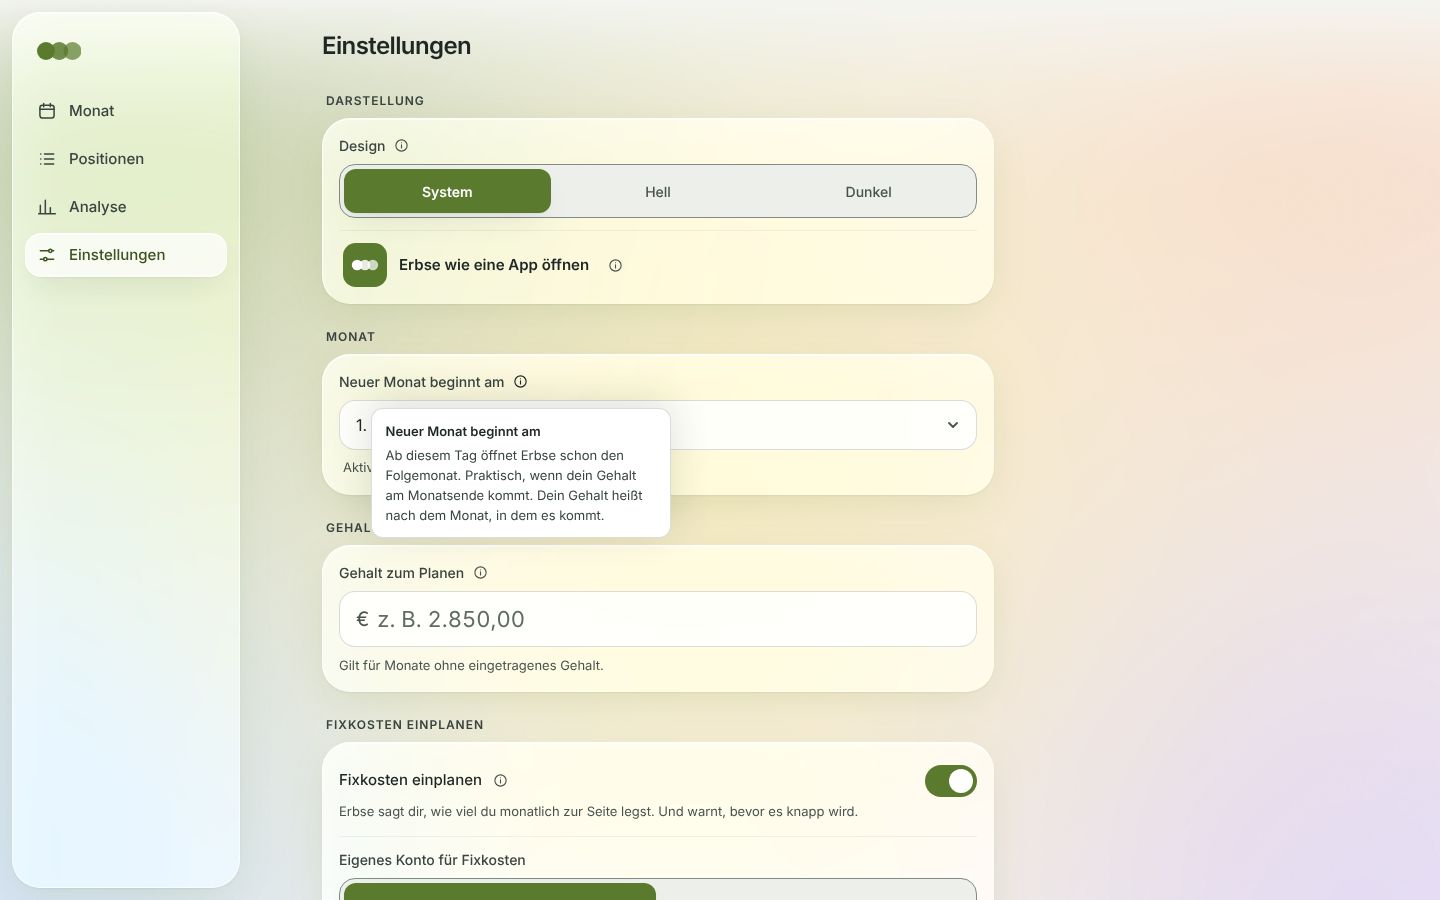 Einstellungen
Monat
Positionen
Analyse
Einstellungen
DARSTELLUNG
Design
System
Hell
Dunkel
Erbse wie eine App öffnen
MONAT
Neuer Monat beginnt am
1.
Neuer Monat beginnt am
Ab diesem Tag öffnet Erbse schon den
Folgemonat. Praktisch, wenn dein Gehalt
am Monatsende kommt. Dein Gehalt heißt
nach dem Monat, in dem es kommt.
Gehalt zum Planen
€ z. B. 2.850,00
Gilt für Monate ohne eingetragenes Gehalt.
FIXKOSTEN EINPLANEN
Fixkosten einplanen
Erbse sagt dir, wie viel du monatlich zur Seite legst. Und warnt, bevor es knapp wird.
Eigenes Konto für Fixkosten